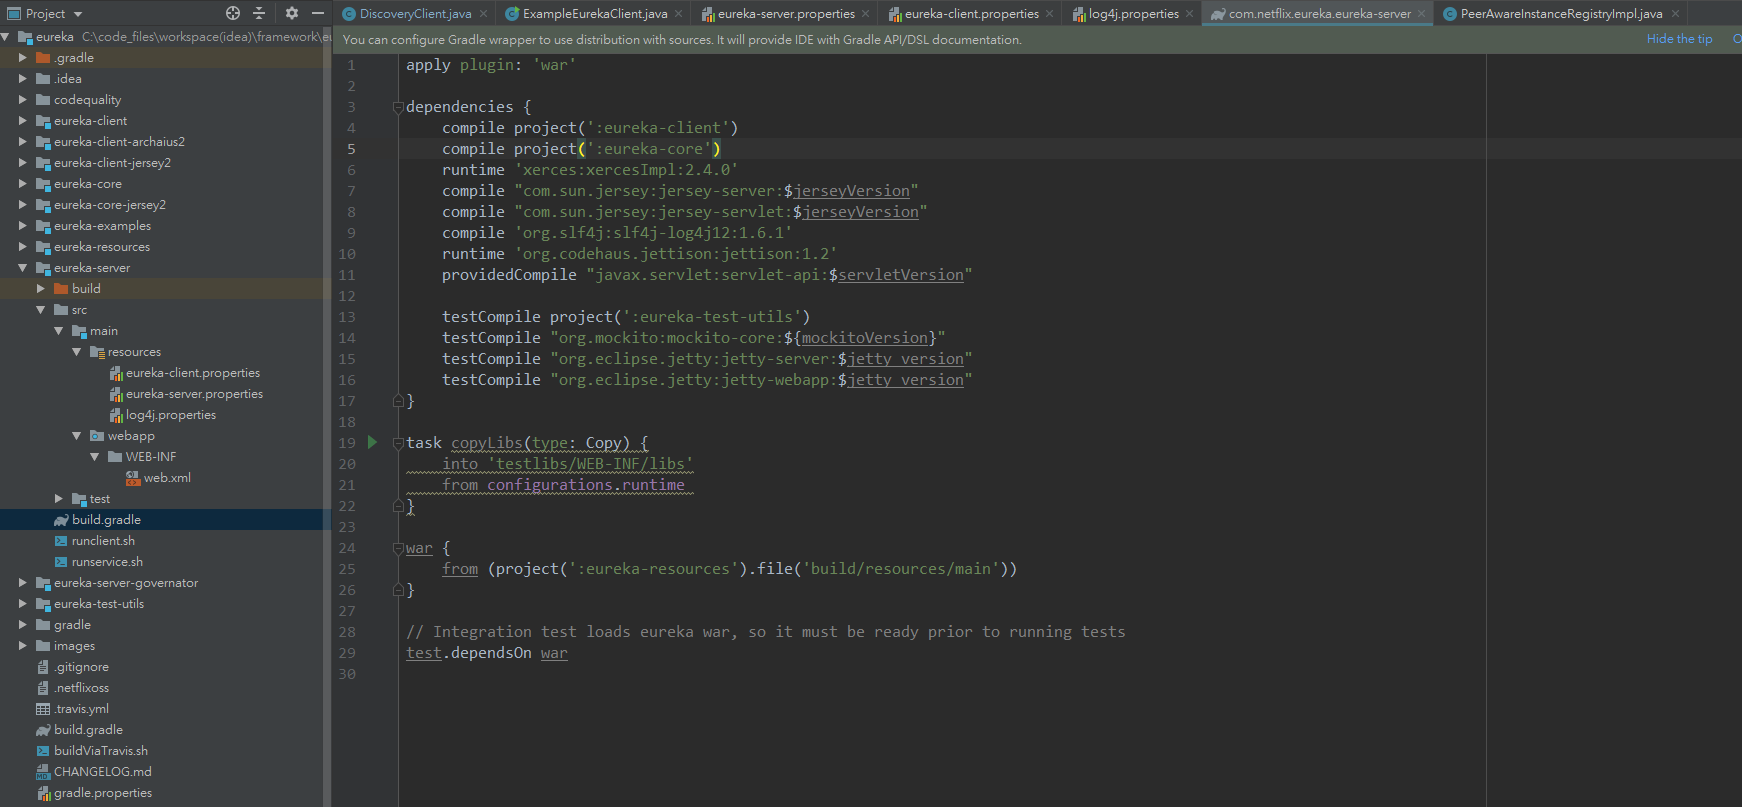 Project
DiscoveryClient.java
ExampleEurekaClient.java
eureka-server.properties
eureka-client.properties
log4j.properties
com.netflix.eureka.eureka-server
PeerAwareInstanceRegistryImpl.java
eureka C:\code_files\workspace(idea)\framework\eu
.gradle
.idea
codequality
eureka-client
eureka-client-archaius2
eureka-client-jersey2
eureka-core
eureka-core-jersey2
eureka-examples
eureka-resources
eureka-server
build
src
main
resources
eureka-client.properties
eureka-server.properties
log4j.properties
webapp
WEB-INF
web.xml
test
build.gradle
runclient.sh
runservice.sh
eureka-server-governator
eureka-test-utils
gradle
images
.gitignore
.netflixoss
.travis.yml
build.gradle
buildViaTravis.sh
CHANGELOG.md
gradle.properties
You can configure Gradle wrapper to use distribution with sources. It will provide IDE with Gradle API/DSL documentation.
Hide the tip
1 apply plugin: 'war'
2
3 dependencies {
4 compile project(':eureka-client')
5 compile project(':eureka-core')
6 runtime 'xerces:xercesImpl:2.4.0'
7 compile "com.sun.jersey:jersey-server:$jerseyVersion"
8 compile "com.sun.jersey:jersey-servlet:$jerseyVersion"
9 compile 'org.slf4j:slf4j-log4j12:1.6.1'
10 runtime 'org.codehaus.jettison:jettison:1.2'
11 providedCompile "javax.servlet:servlet-api:$servletVersion"
12
13 testCompile project(':eureka-test-utils')
14 testCompile "org.mockito:mockito-core:${mockitoVersion}"
15 testCompile "org.eclipse.jetty:jetty-server:$jetty_version"
16 testCompile "org.eclipse.jetty:jetty-webapp:$jetty_version"
17 }
18
19 task copyLibs(type: Copy) {
20 into 'testlibs/WEB-INF/libs'
21 from configurations.runtime
22 }
23
24 war {
25 from (project(':eureka-resources').file('build/resources/main'))
26 }
27
28 // Integration test loads eureka war, so it must be ready prior to running tests
29 test.dependsOn war
30